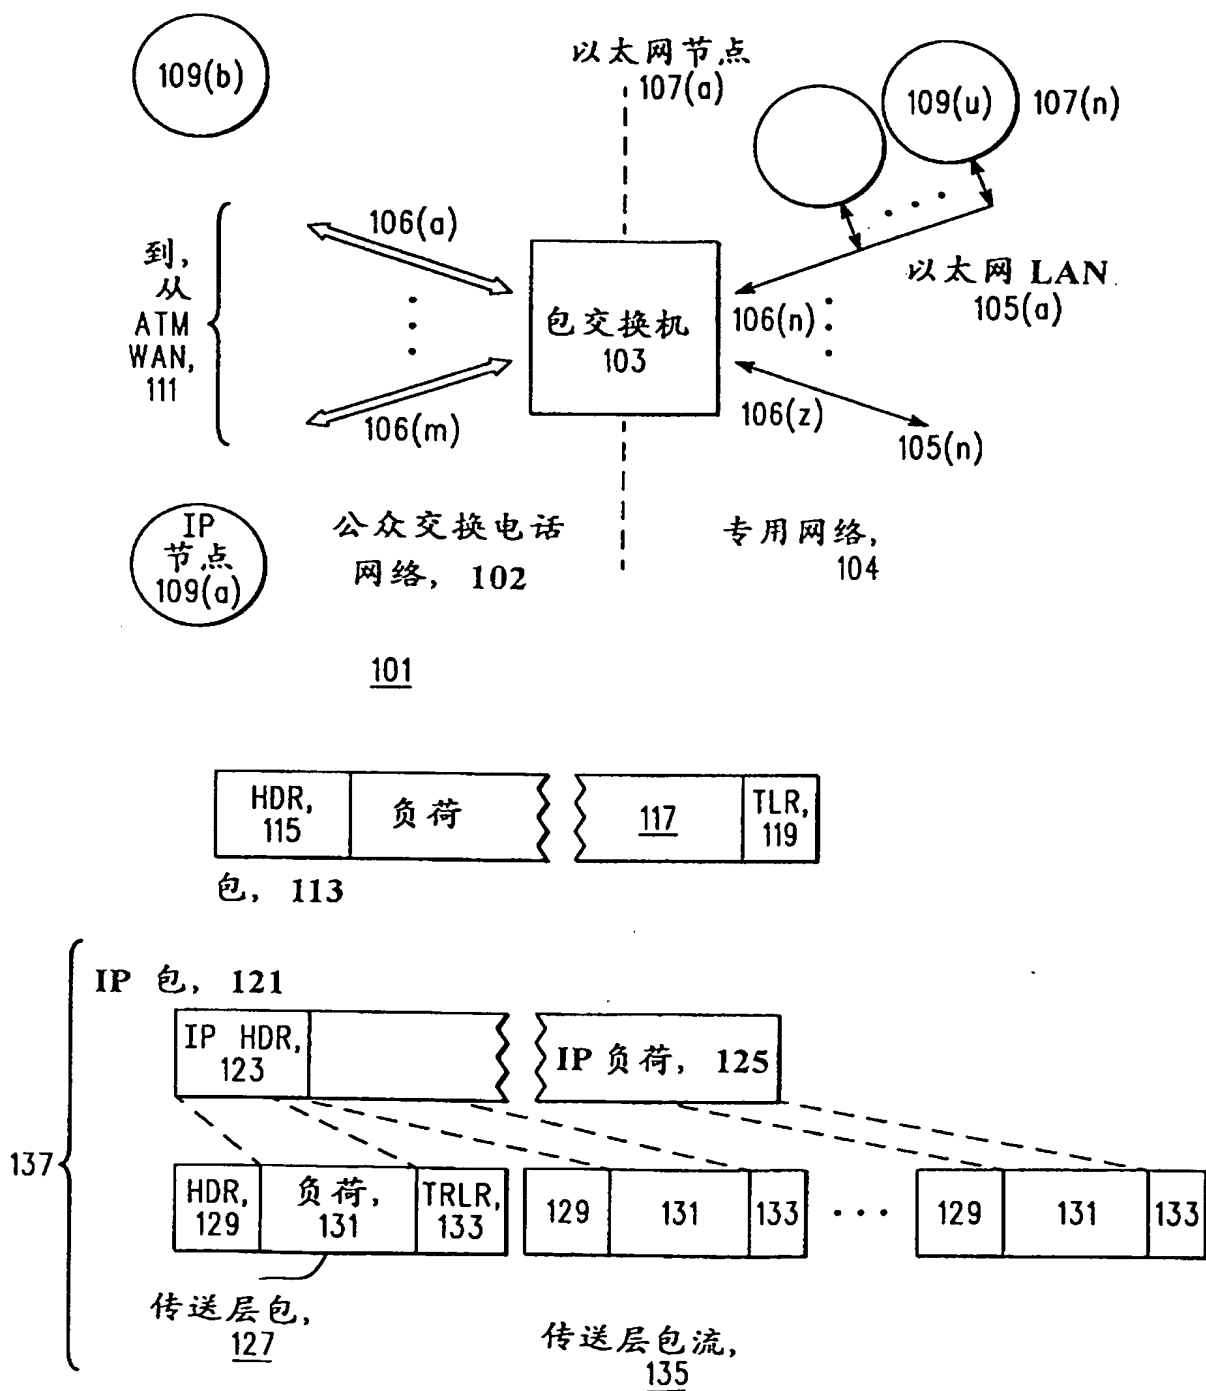 109(b)
以太网节点
107(a)
109(u)
107(n)
106(a)
到,
从
ATM
WAN,
111
包交换机
103
以太网 LAN
105(a)
106(n)
106(m)
106(z)
105(n)
IP
节点
109(a)
公众交换电话
网络, 102
专用网络,
104
101
HDR,
115
负荷
117
TLR,
119
包, 113
IP 包, 121
IP HDR,
123
IP 负荷, 125
137
HDR,
129
负荷,
131
TRLR,
133
129
131
133
129
131
133
传送层包,
127
传送层包流,
135